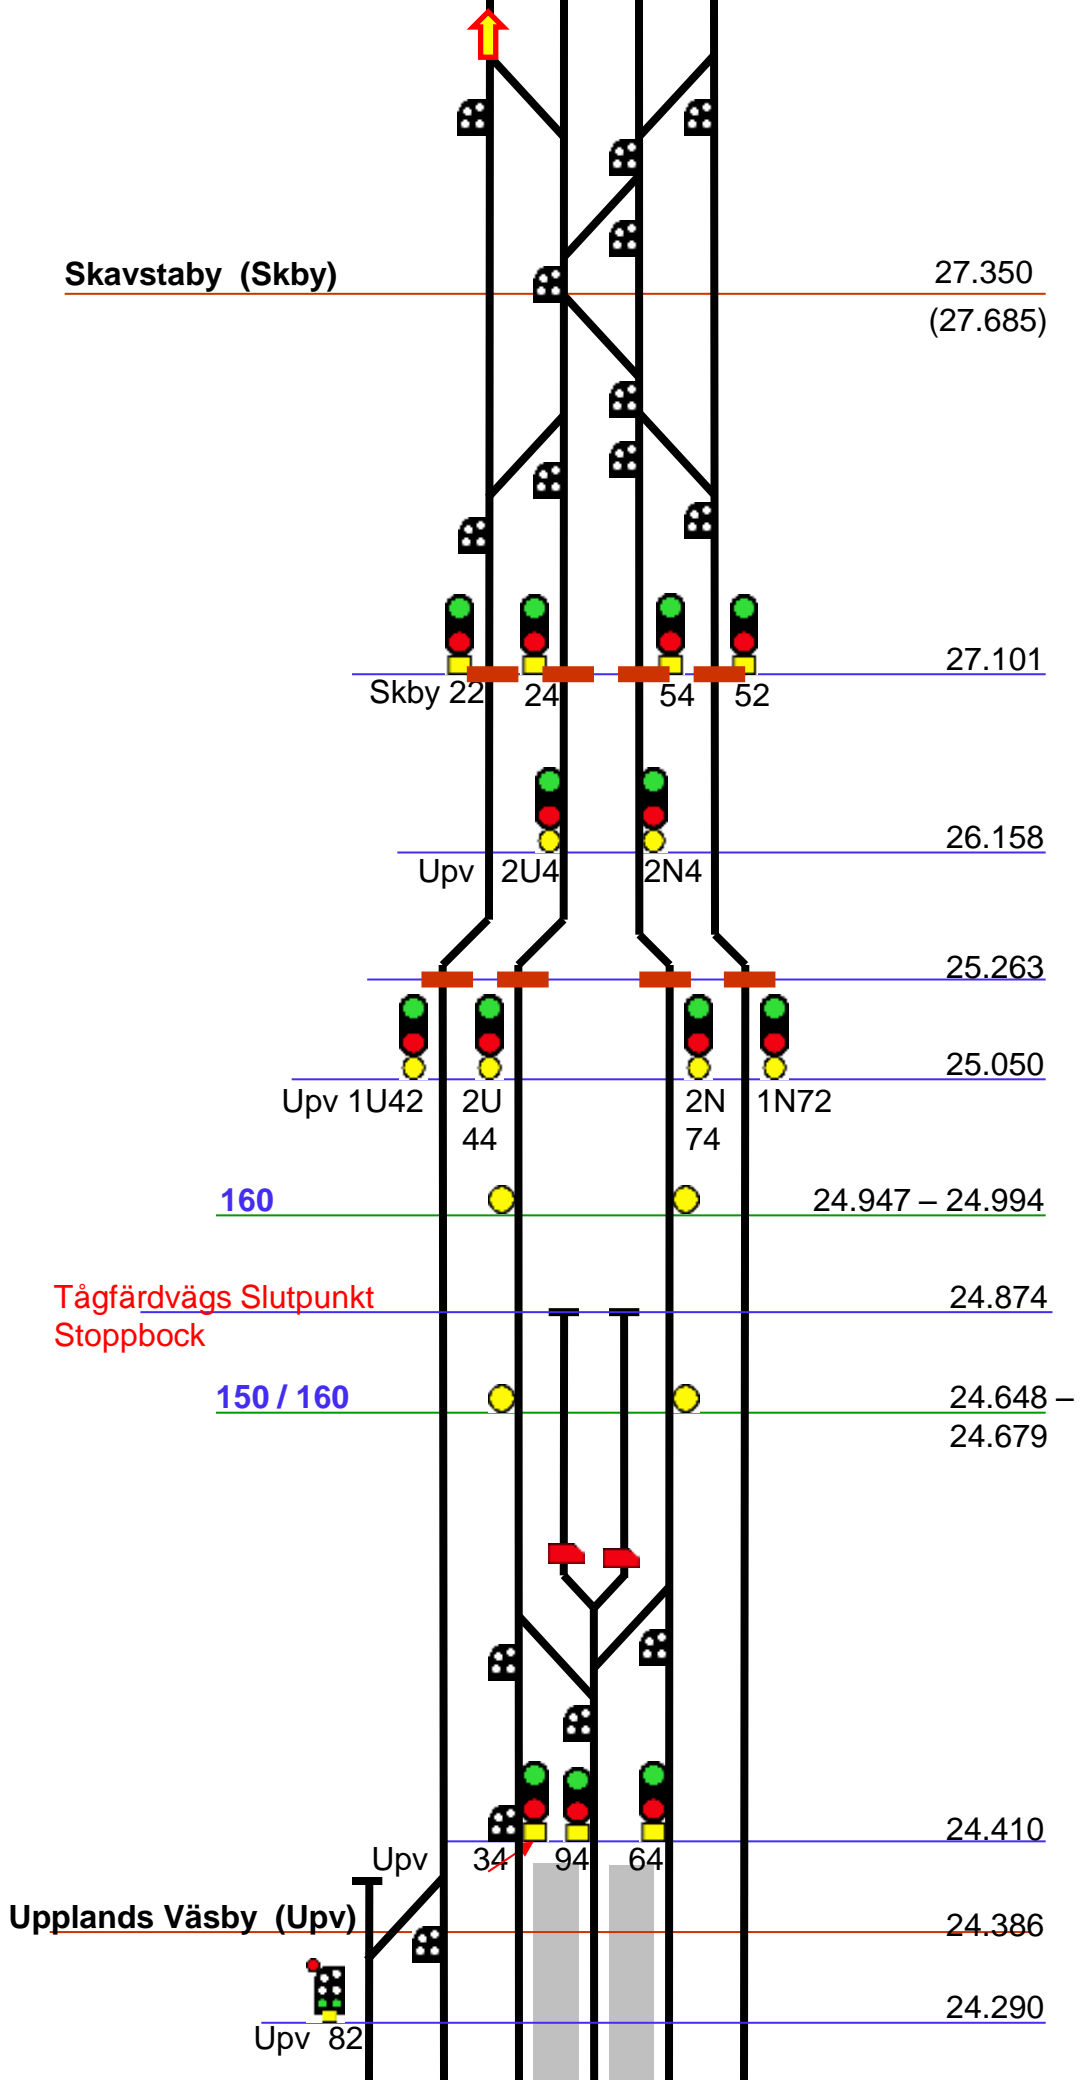 Skavstaby (Skby) 27.350
(27.685)
27.101
Skby 22 24 54 52
26.158
Upv 2U4 2N4
25.263
25.050
Upv 1U42 2U 2N 1N72
44 74
160 24.947 – 24.994
Tågfärdvägs Slutpunkt 24.874
Stoppbock
150 / 160 24.648 –
24.679
24.410
Upv 34 94 64
Upplands Väsby (Upv) 24.386
24.290
Upv 82